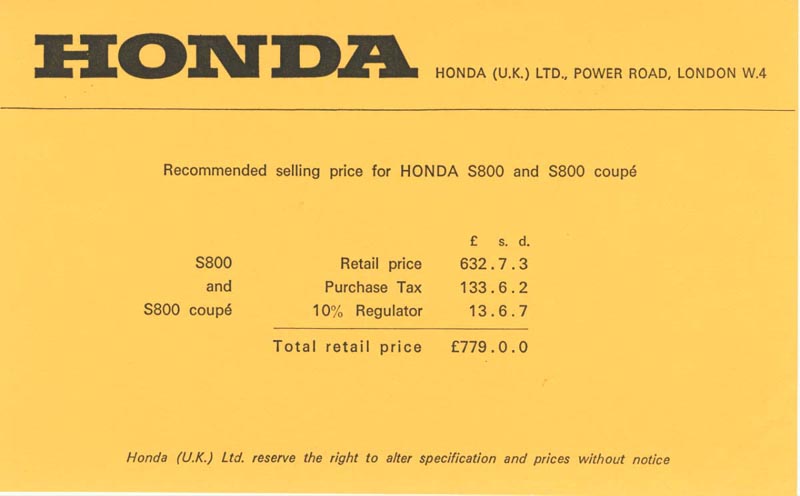 HONDA HONDA (U.K.) LTD., POWER ROAD, LONDON W.4
Recommended selling price for HONDA S800 and S800 coupé
£ s. d.
S800 Retail price 632.7.3
and Purchase Tax 133.6.2
S800 coupé 10% Regulator 13.6.7
Total retail price £779.0.0
Honda (U.K.) Ltd. reserve the right to alter specification and prices without notice